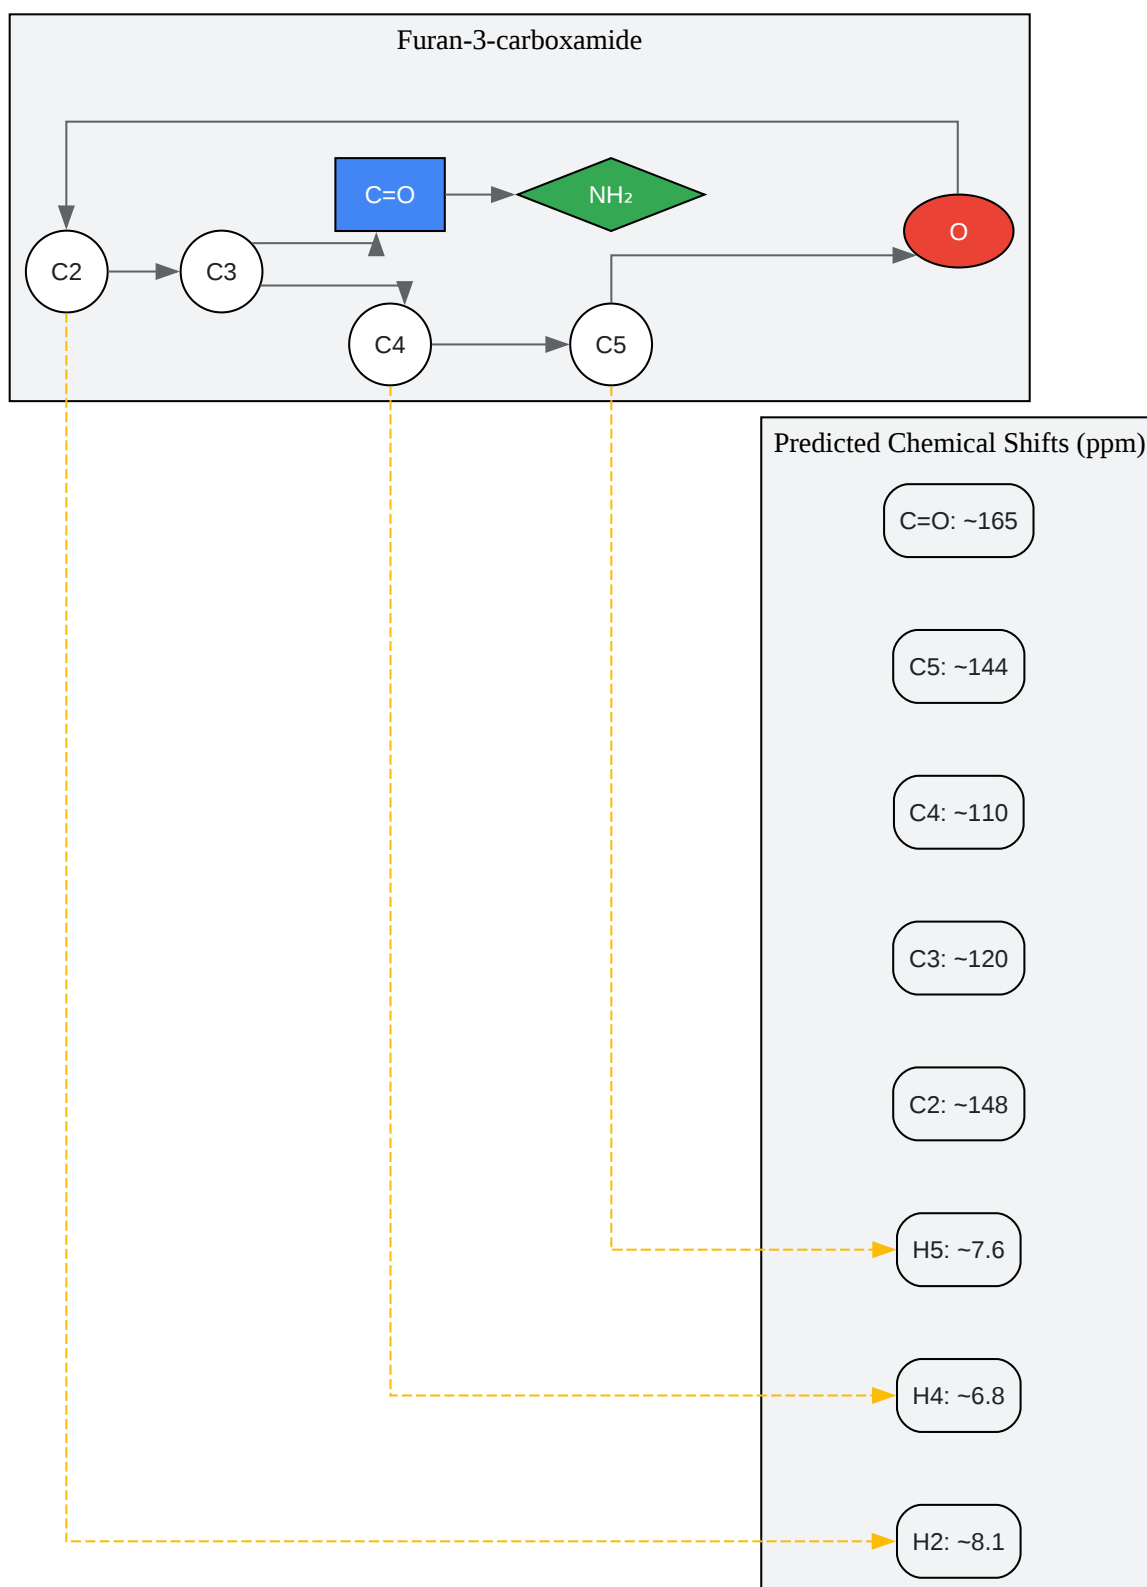 Furan-3-carboxamide
C=O
NH₂
O
C2
C3
C4
C5
Predicted Chemical Shifts (ppm)
C=O: ~165
C5: ~144
C4: ~110
C3: ~120
C2: ~148
H5: ~7.6
H4: ~6.8
H2: ~8.1